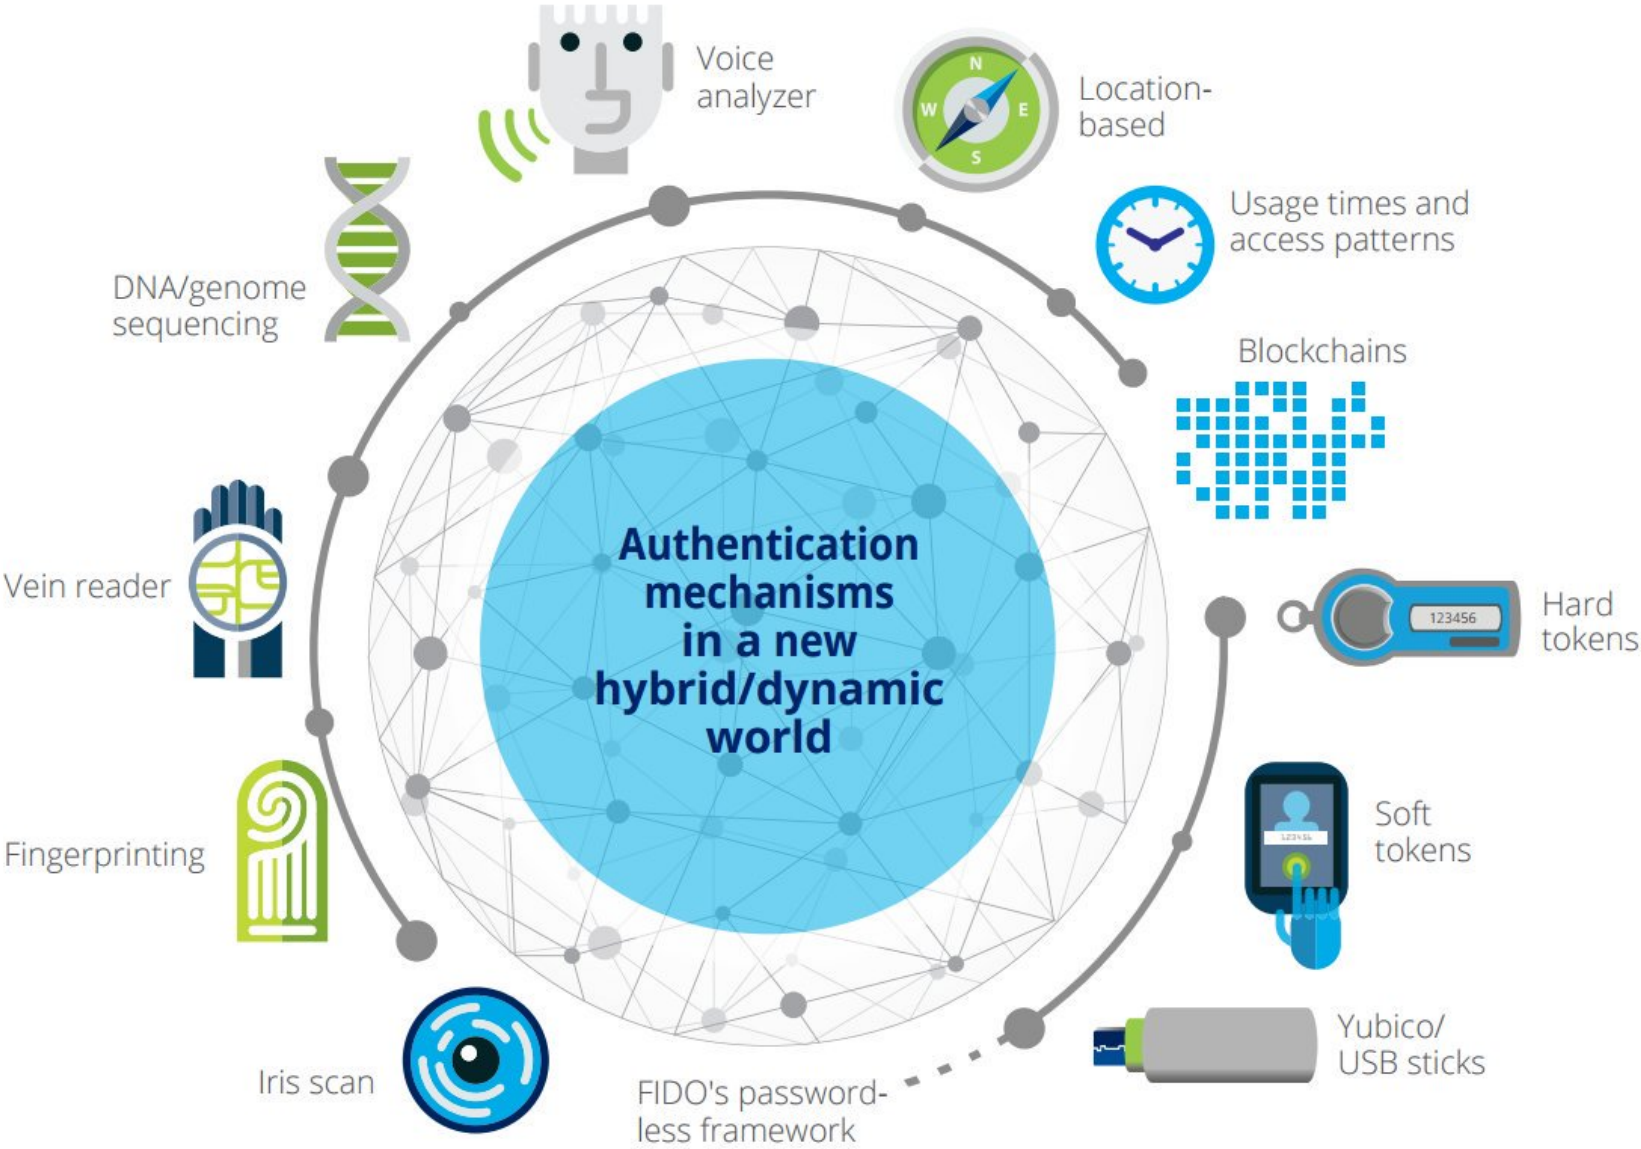 Voice
analyzer
Location-
based
N
W
E
S
Usage times and
access patterns
DNA/genome
sequencing
Blockchains
Authentication
mechanisms
in a new
hybrid/dynamic
world
Vein reader
Hard
tokens
123456
Soft
tokens
123456
Fingerprinting
Yubico/
USB sticks
Iris scan
FIDO's password-
less framework